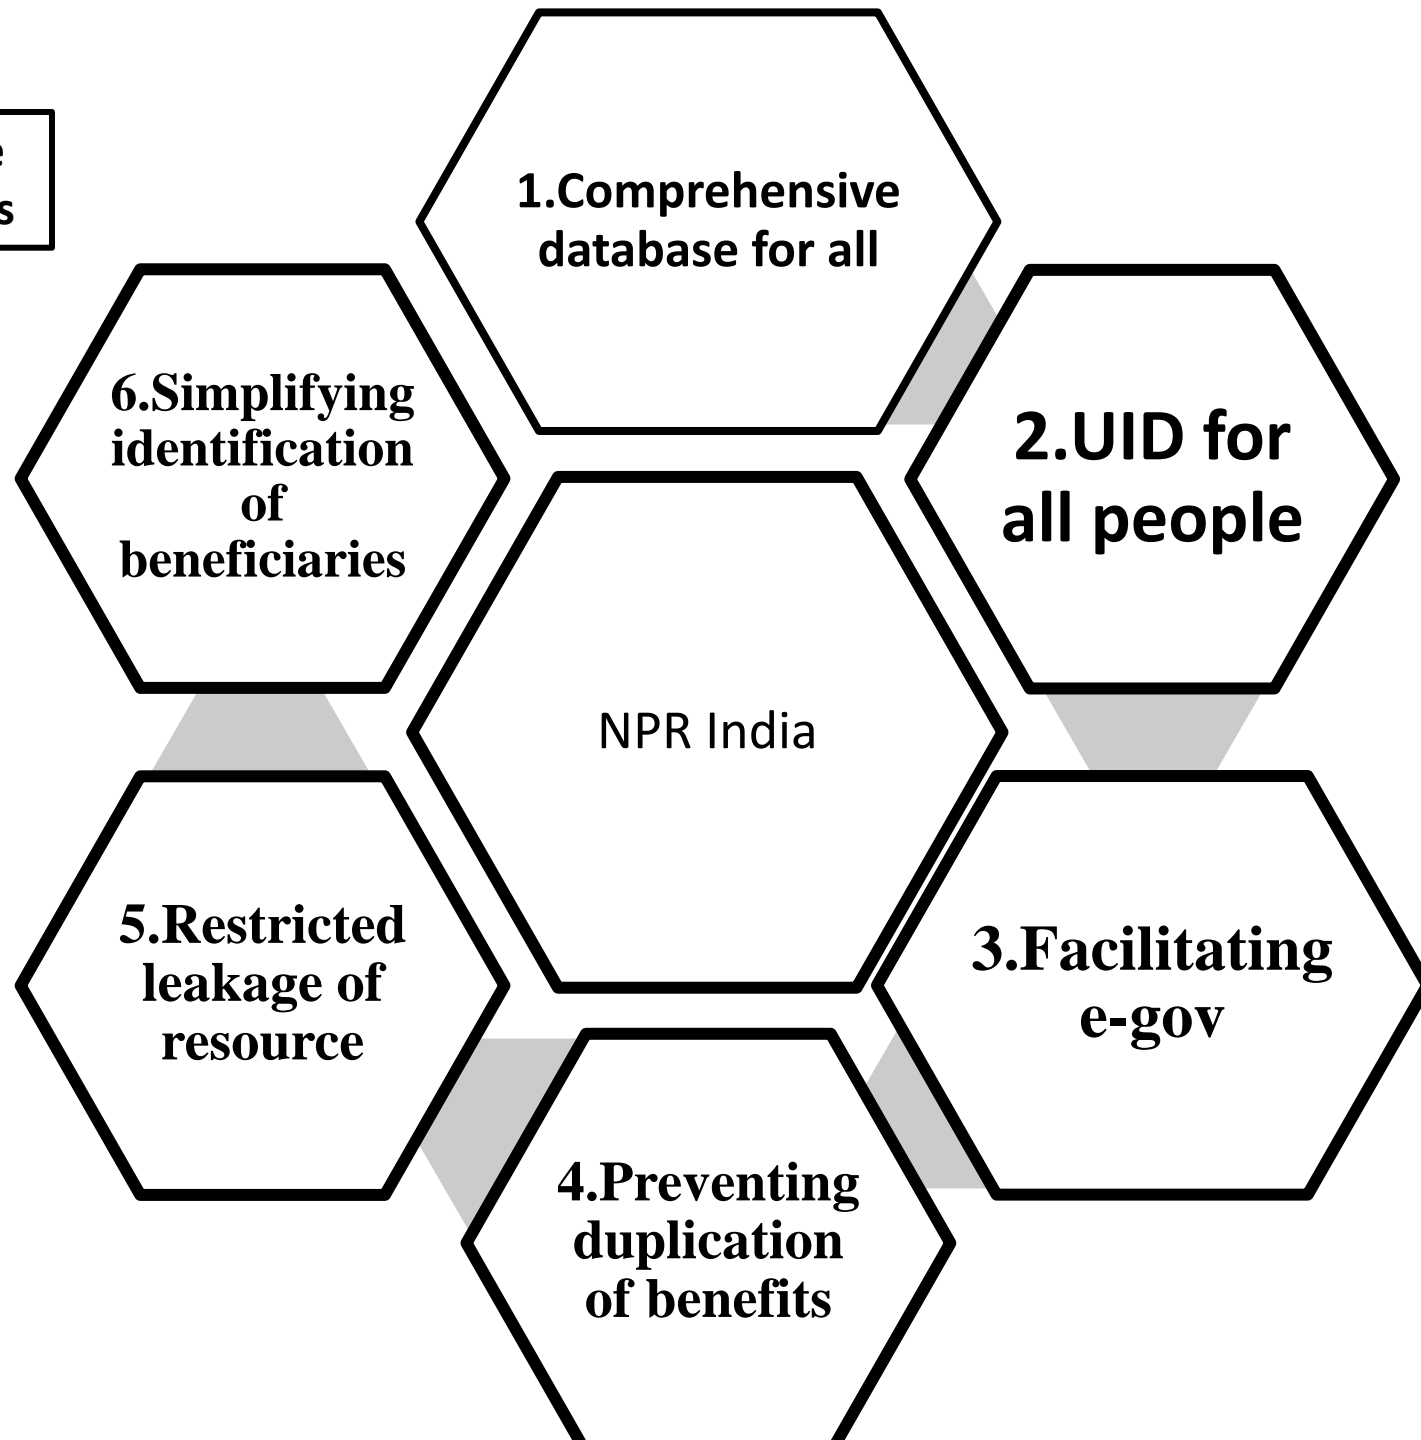 1.Comprehensive
database for all
2.UID for
all people
3.Facilitating
e-gov
4.Preventing
duplication
of benefits
5.Restricted
leakage of
resource
6.Simplifying
identification
of
beneficiaries
NPR India